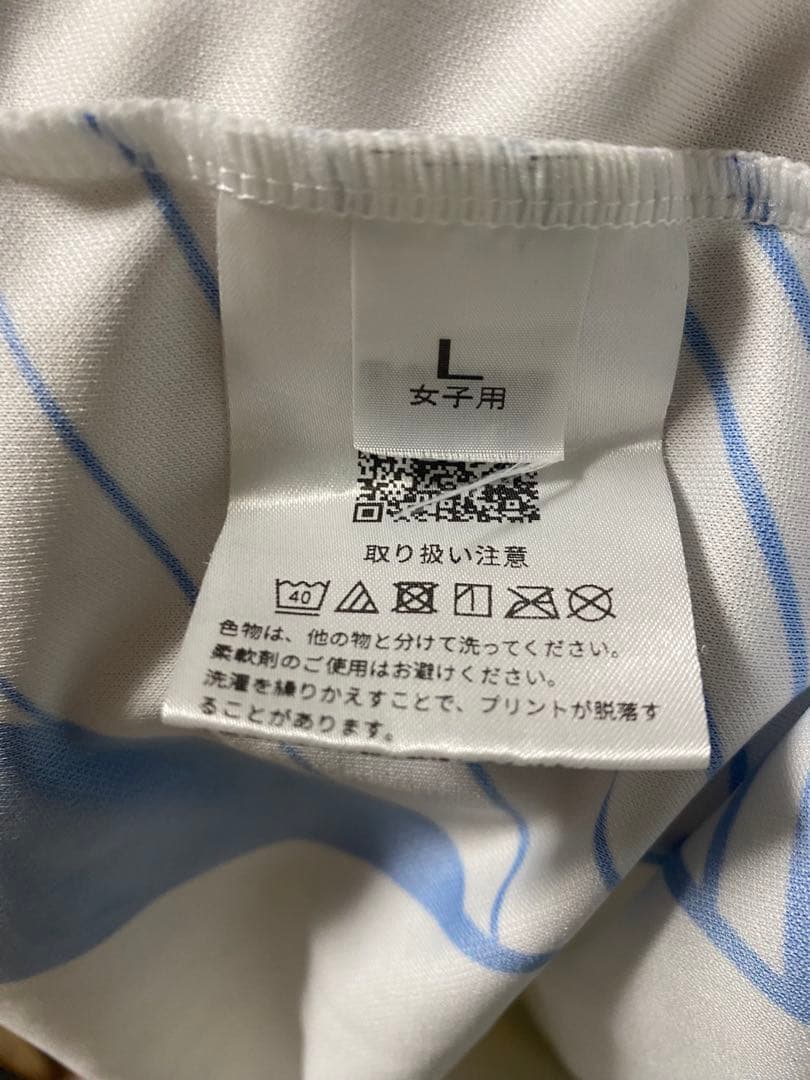 L
女子用
取り扱い注意
40
色物は、他の物と分けて洗ってください。
柔軟剤のご使用はお避けください。
洗濯を繰りかえすことで、プリントが脱落す
ることがあります。